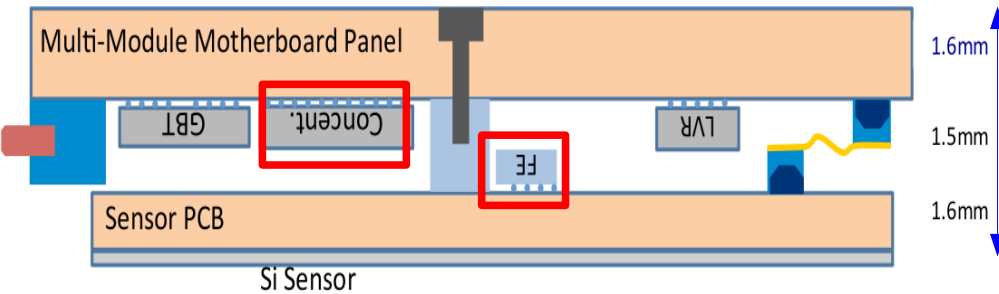 Multi-Module Motherboard Panel
1.6mm
GBT
Concent.
LVR
1.5mm
FE
Sensor PCB
1.6mm
Si Sensor